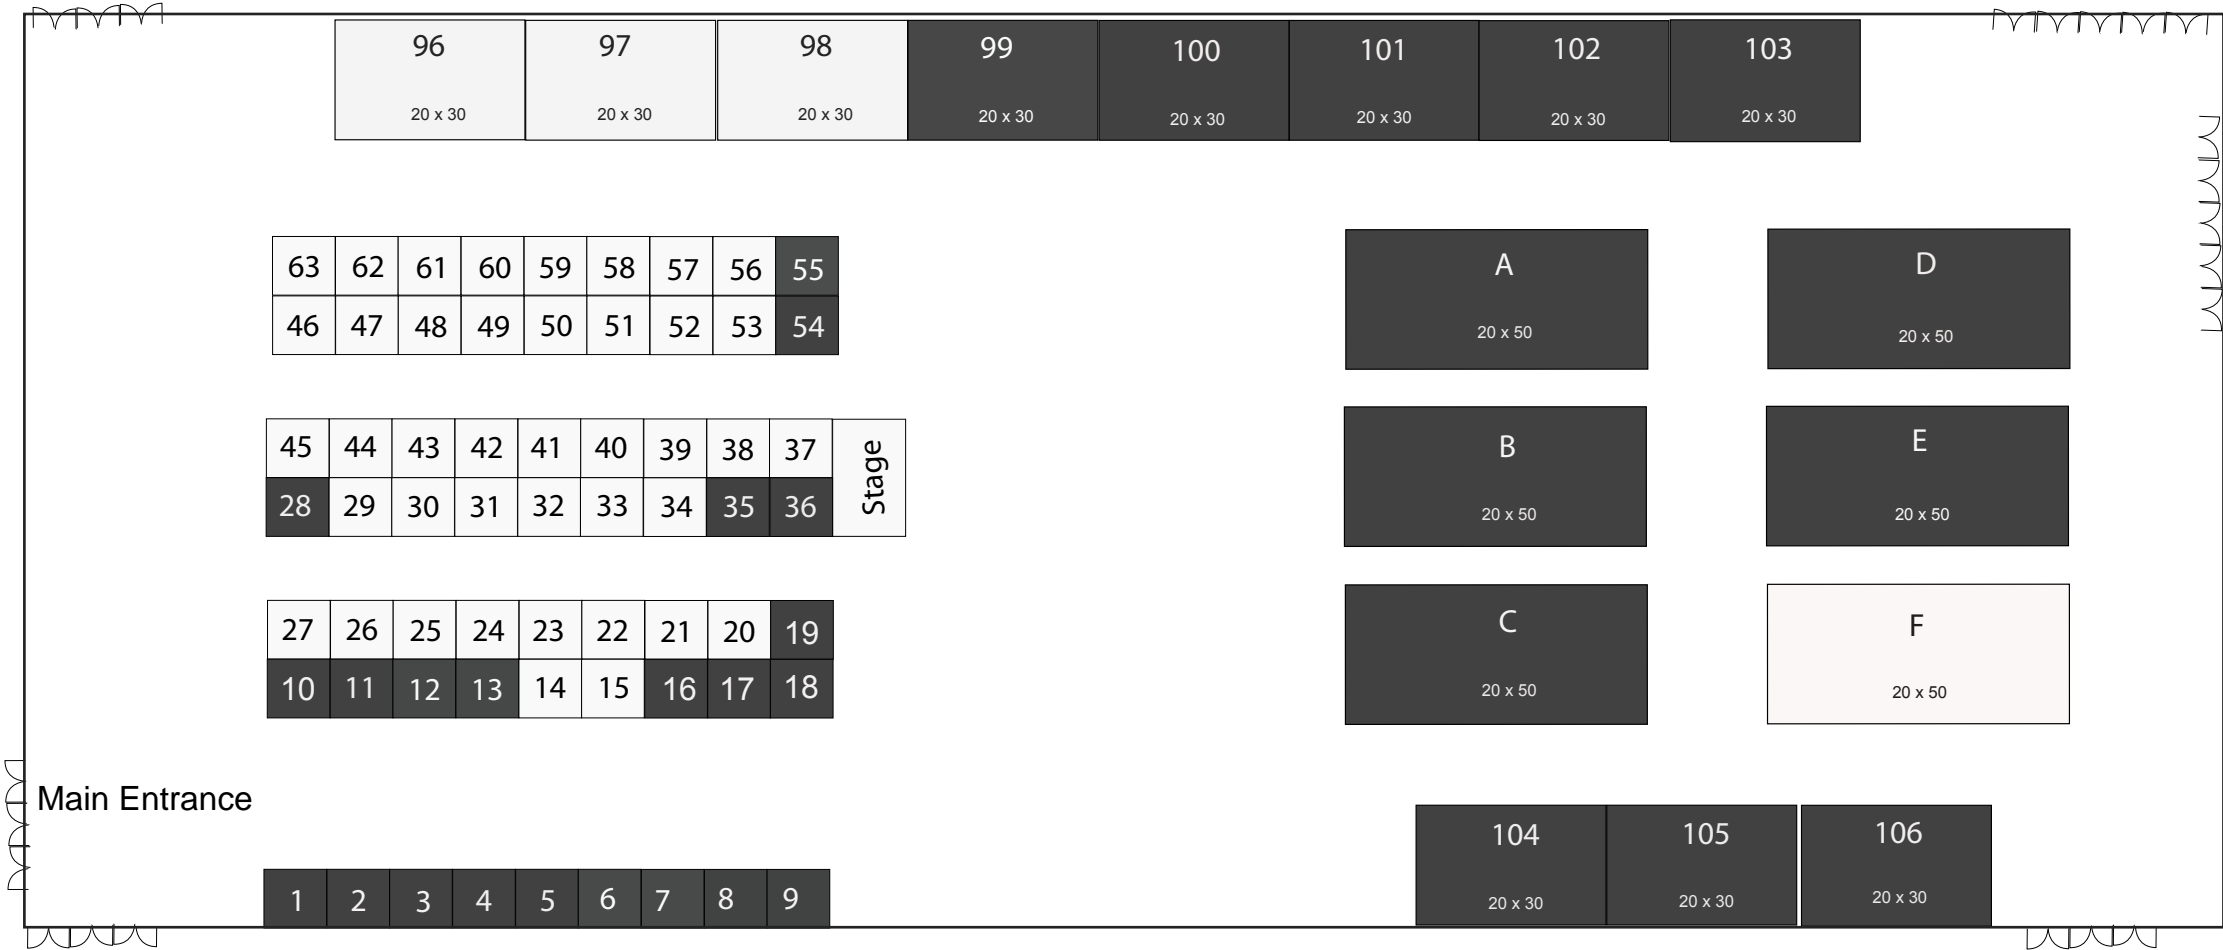 96 97 98 99 100 101 102 103
20 x 30 20 x 30 20 x 30 20 x 30 20 x 30 20 x 30 20 x 30 20 x 30
63 62 61 60 59 58 57 56 55
46 47 48 49 50 51 52 53 54
A D
20 x 50 20 x 50
45 44 43 42 41 40 39 38 37
28 29 30 31 32 33 34 35 36
Stage
B E
20 x 50 20 x 50
27 26 25 24 23 22 21 20 19
10 11 12 13 14 15 16 17 18
C F
20 x 50 20 x 50
Main Entrance
104 105 106
20 x 30 20 x 30 20 x 30
1 2 3 4 5 6 7 8 9